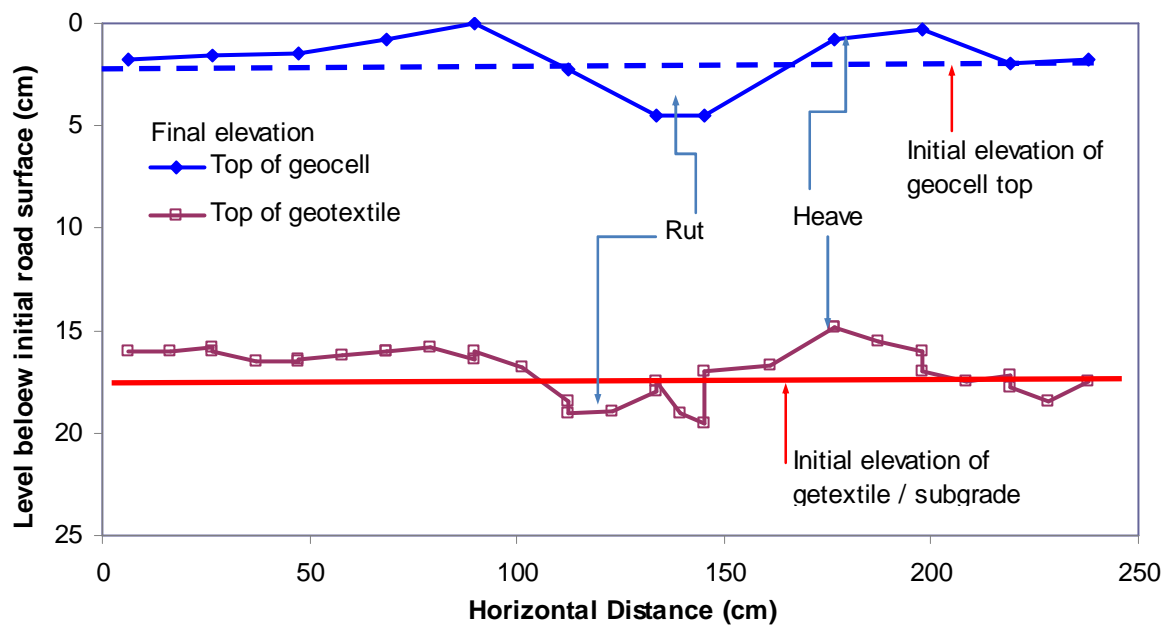 Level beloew initial road surface (cm)
0
5
10
15
20
25
Final elevation
Top of geocell
Top of geotextile
Rut
Heave
Initial elevation of
geocell top
Initial elevation of
getextile / subgrade
0
50
100
150
200
250
Horizontal Distance (cm)